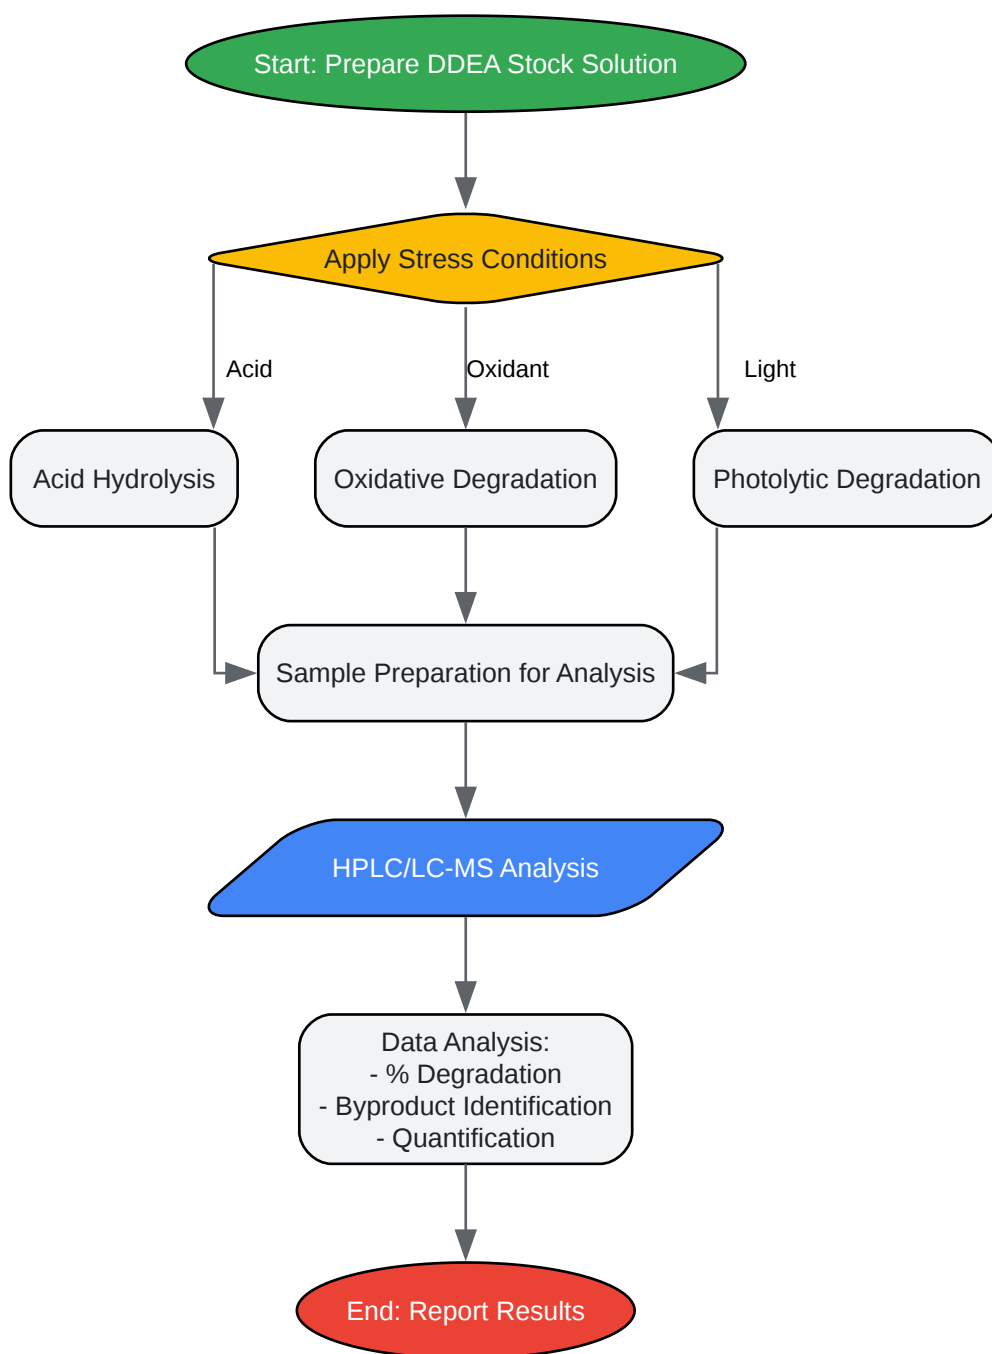 Start: Prepare DDEA Stock Solution
Apply Stress Conditions
Acid
Oxidant
Light
Acid Hydrolysis
Oxidative Degradation
Photolytic Degradation
Sample Preparation for Analysis
HPLC/LC-MS Analysis
Data Analysis:
- % Degradation
- Byproduct Identification
- Quantification
End: Report Results